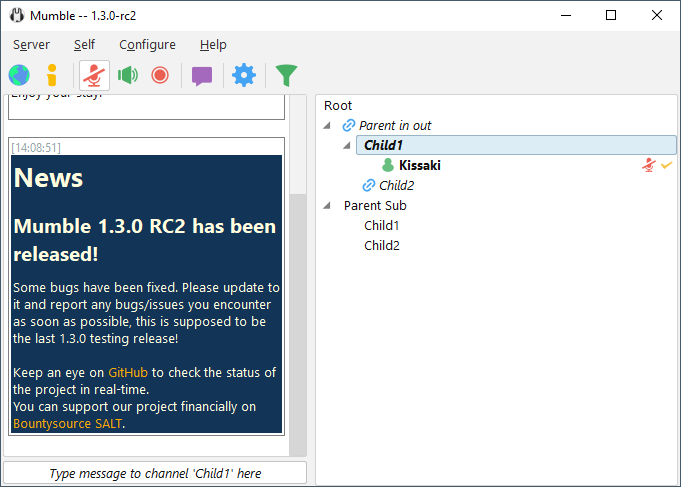 Mumble -- 1.3.0-rc2
Server Self Configure Help
Enjoy your stay!
[14:08:51]
News
Mumble 1.3.0 RC2 has been
released!
Some bugs have been fixed. Please update to
it and report any bugs/issues you encounter
as soon as possible, this is supposed to be
the last 1.3.0 testing release!
Keep an eye on GitHub to check the status of
the project in real-time.
You can support our project financially on
Bountysource SALT.
Type message to channel 'Child1' here
Root
Parent in out
Child1
Kissaki
Child2
Parent Sub
Child1
Child2